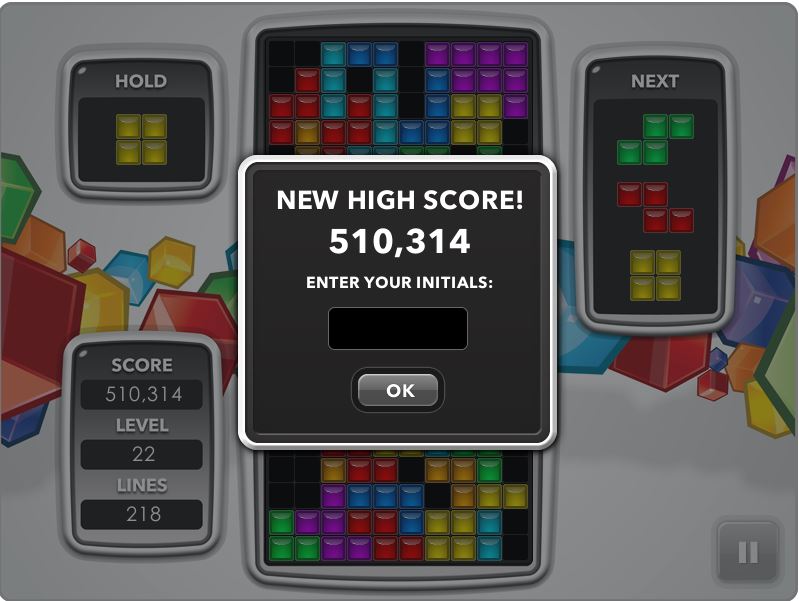 HOLD
NEXT
NEW HIGH SCORE!
510,314
ENTER YOUR INITIALS:
OK
SCORE
510,314
LEVEL
22
LINES
218